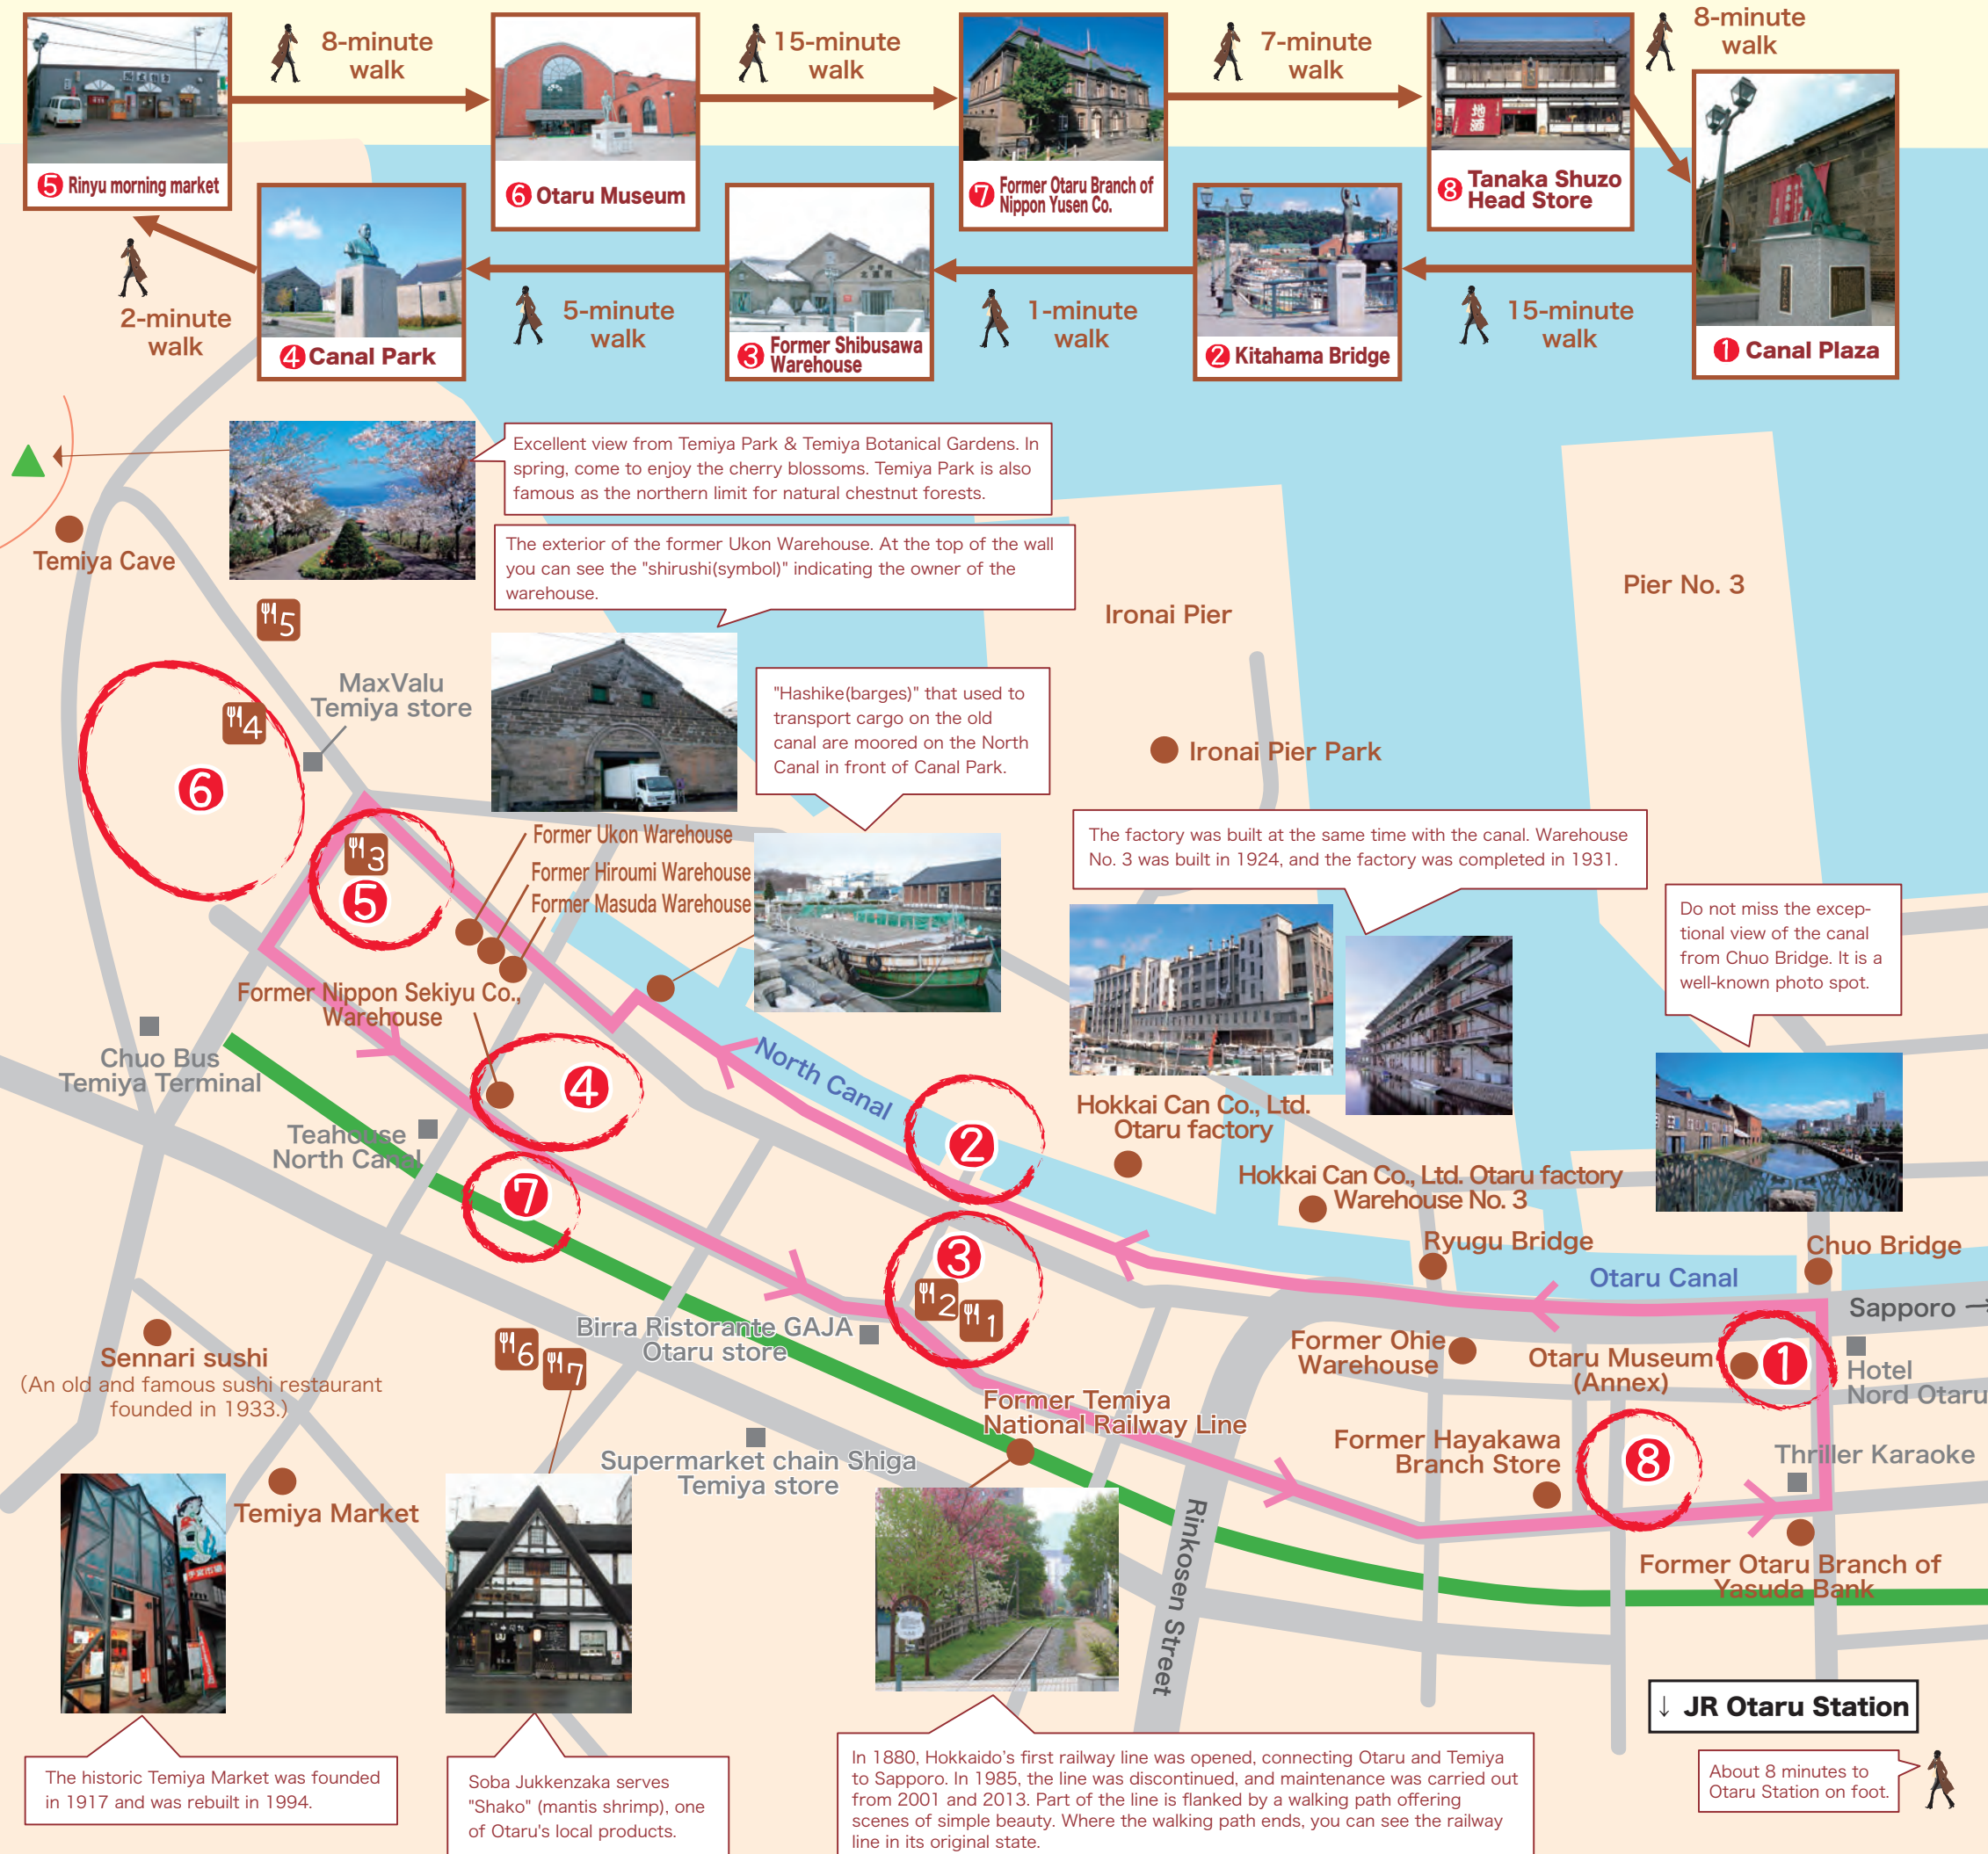 8-minute
walk
15-minute
walk
7-minute
walk
8-minute
walk
5 Rinyu morning market
6 Otaru Museum
7 Former Otaru Branch of
Nippon Yusen Co.
地酒
8 Tanaka Shuzo
Head Store
2-minute
walk
4 Canal Park
5-minute
walk
3 Former Shibusawa
Warehouse
1-minute
walk
2 Kitahama Bridge
15-minute
walk
1 Canal Plaza
Excellent view from Temiya Park & Temiya Botanical Gardens. In
spring, come to enjoy the cherry blossoms. Temiya Park is also
famous as the northern limit for natural chestnut forests.
Temiya Cave
The exterior of the former Ukon Warehouse. At the top of the wall
you can see the "shirushi(symbol)" indicating the owner of the
warehouse.
Ironai Pier
Pier No. 3
5
MaxValu
Temiya store
4
6
"Hashike(barges)" that used to
transport cargo on the old
canal are moored on the North
Canal in front of Canal Park.
Ironai Pier Park
The factory was built at the same time with the canal. Warehouse
No. 3 was built in 1924, and the factory was completed in 1931.
3
5
Former Ukon Warehouse
Former Hiroumi Warehouse
Former Masuda Warehouse
Do not miss the excep-
tional view of the canal
from Chuo Bridge. It is a
well-known photo spot.
Former Nippon Sekiyu Co.,
Warehouse
Chuo Bus
Temiya Terminal
4
North Canal
2
Hokkai Can Co., Ltd.
Otaru factory
Teahouse
North Canal
7
Hokkai Can Co., Ltd. Otaru factory
Warehouse No. 3
3
Ryugu Bridge
Chuo Bridge
Otaru Canal
Sapporo →
2
1
Birra Ristorante GAJA
Otaru store
Former Ohie
Warehouse
Otaru Museum
(Annex)
1
Hotel
Nord Otaru
6
7
Sennari sushi
(An old and famous sushi restaurant
founded in 1933.)
Former Temiya
National Railway Line
Former Hayakawa
Branch Store
8
Thriller Karaoke
Supermarket chain Shiga
Temiya store
Temiya Market
Rinkosen Street
Former Otaru Branch of
Yasuda Bank
↓ JR Otaru Station
About 8 minutes to
Otaru Station on foot.
The historic Temiya Market was founded
in 1917 and was rebuilt in 1994.
Soba Jukkenzaka serves
"Shako" (mantis shrimp), one
of Otaru's local products.
In 1880, Hokkaido's first railway line was opened, connecting Otaru and Temiya
to Sapporo. In 1985, the line was discontinued, and maintenance was carried out
from 2001 and 2013. Part of the line is flanked by a walking path offering
scenes of simple beauty. Where the walking path ends, you can see the railway
line in its original state.